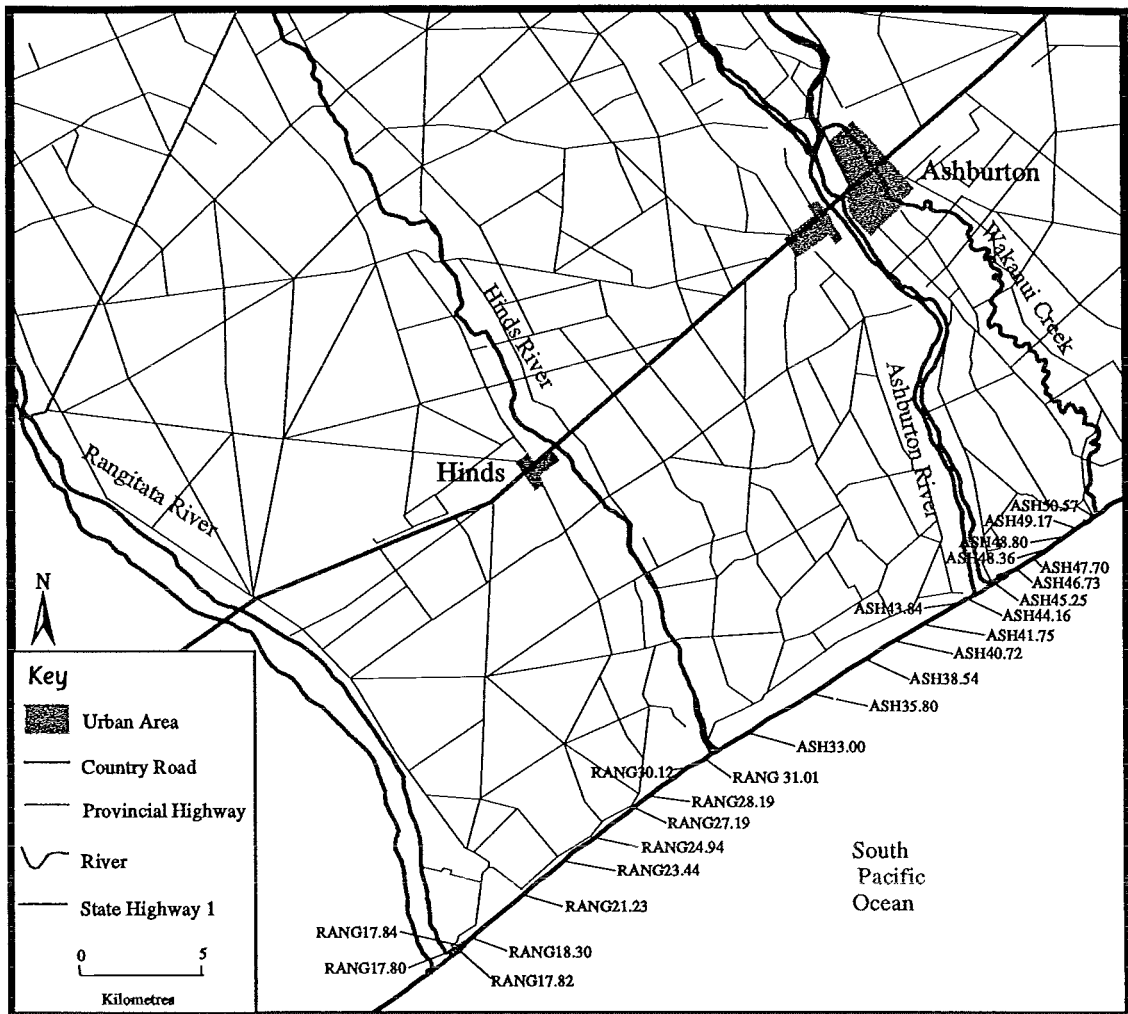 Ashburton
Wakanui Creek
Hinds River
Ashburton River
Hinds
Rangitata River
ASH50.57
ASH49.17
ASH48.80
ASH48.36
ASH47.70
ASH46.73
ASH45.25
ASH43.84
ASH44.16
ASH41.75
ASH40.72
ASH38.54
ASH35.80
ASH33.00
RANG30.12
RANG 31.01
RANG28.19
RANG27.19
RANG24.94
RANG23.44
RANG21.23
RANG17.84
RANG18.30
RANG17.80
RANG17.82
South
Pacific
Ocean
N
Key
Urban Area
Country Road
Provincial Highway
River
State Highway 1
0 5
Kilometres